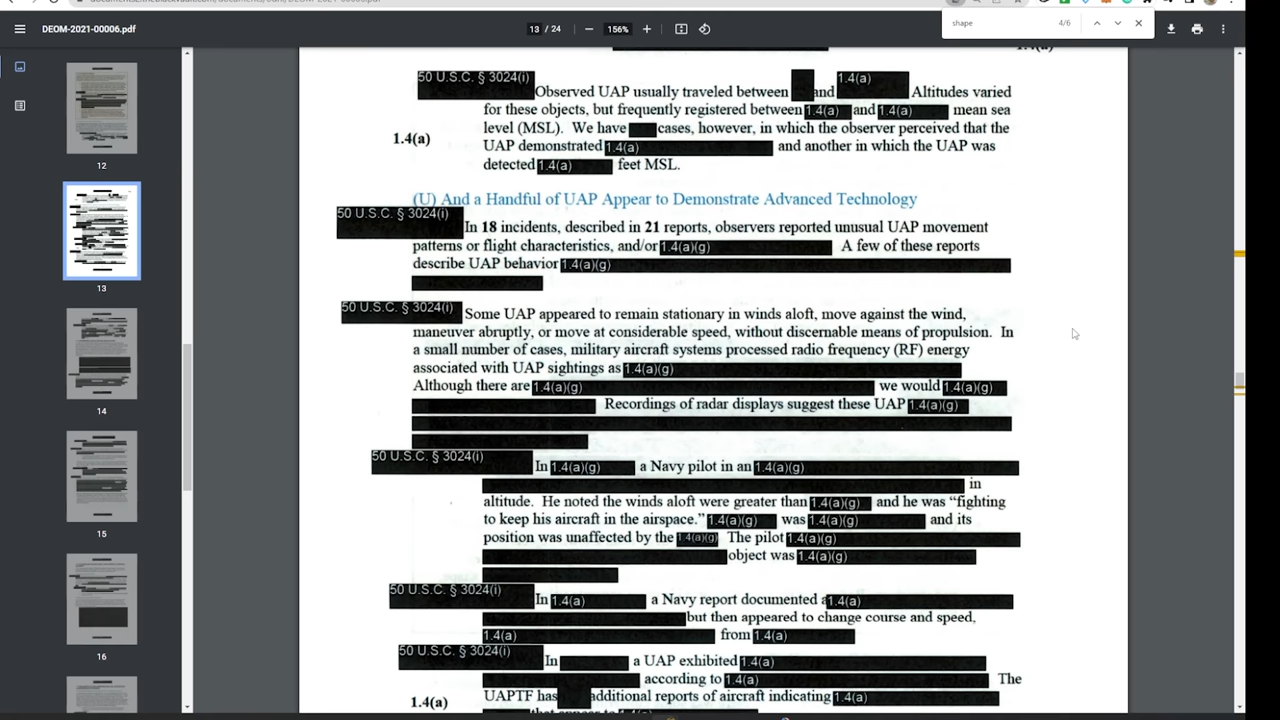 DEOM-2021-00006.pdf
13 / 24
156%
shape
4/6
12
13
14
15
16
50 U.S.C. § 3024(i)
1.4(a)
Observed UAP usually traveled between and Altitudes varied
for these objects, but frequently registered between 1.4(a) and 1.4(a) mean sea
level (MSL). We have cases, however, in which the observer perceived that the
1.4(a)
UAP demonstrated 1.4(a) and another in which the UAP was
detected 1.4(a) feet MSL.
(U) And a Handful of UAP Appear to Demonstrate Advanced Technology
50 U.S.C. § 3024(i)
In 18 incidents, described in 21 reports, observers reported unusual UAP movement
patterns or flight characteristics, and/or 1.4(a)(g) A few of these reports
describe UAP behavior 1.4(a)(g)
50 U.S.C. § 3024(i)
Some UAP appeared to remain stationary in winds aloft, move against the wind,
maneuver abruptly, or move at considerable speed, without discernable means of propulsion. In
a small number of cases, military aircraft systems processed radio frequency (RF) energy
associated with UAP sightings as 1.4(a)(g)
Although there are 1.4(a)(g) we would 1.4(a)(g)
Recordings of radar displays suggest these UAP 1.4(a)(g)
50 U.S.C. § 3024(i)
In 1.4(a)(g) a Navy pilot in an 1.4(a)(g)
in
altitude. He noted the winds aloft were greater than 1.4(a)(g) and he was “fighting
to keep his aircraft in the airspace.” 1.4(a)(g) was 1.4(a)(g) and its
position was unaffected by the 1.4(a)(g) The pilot 1.4(a)(g)
object was 1.4(a)(g)
50 U.S.C. § 3024(i)
In 1.4(a) a Navy report documented 1.4(a)
but then appeared to change course and speed,
1.4(a) from 1.4(a)
50 U.S.C. § 3024(i)
In a UAP exhibited 1.4(a)
according to 1.4(a) The
1.4(a)
UAPTF has additional reports of aircraft indicating 1.4(a)